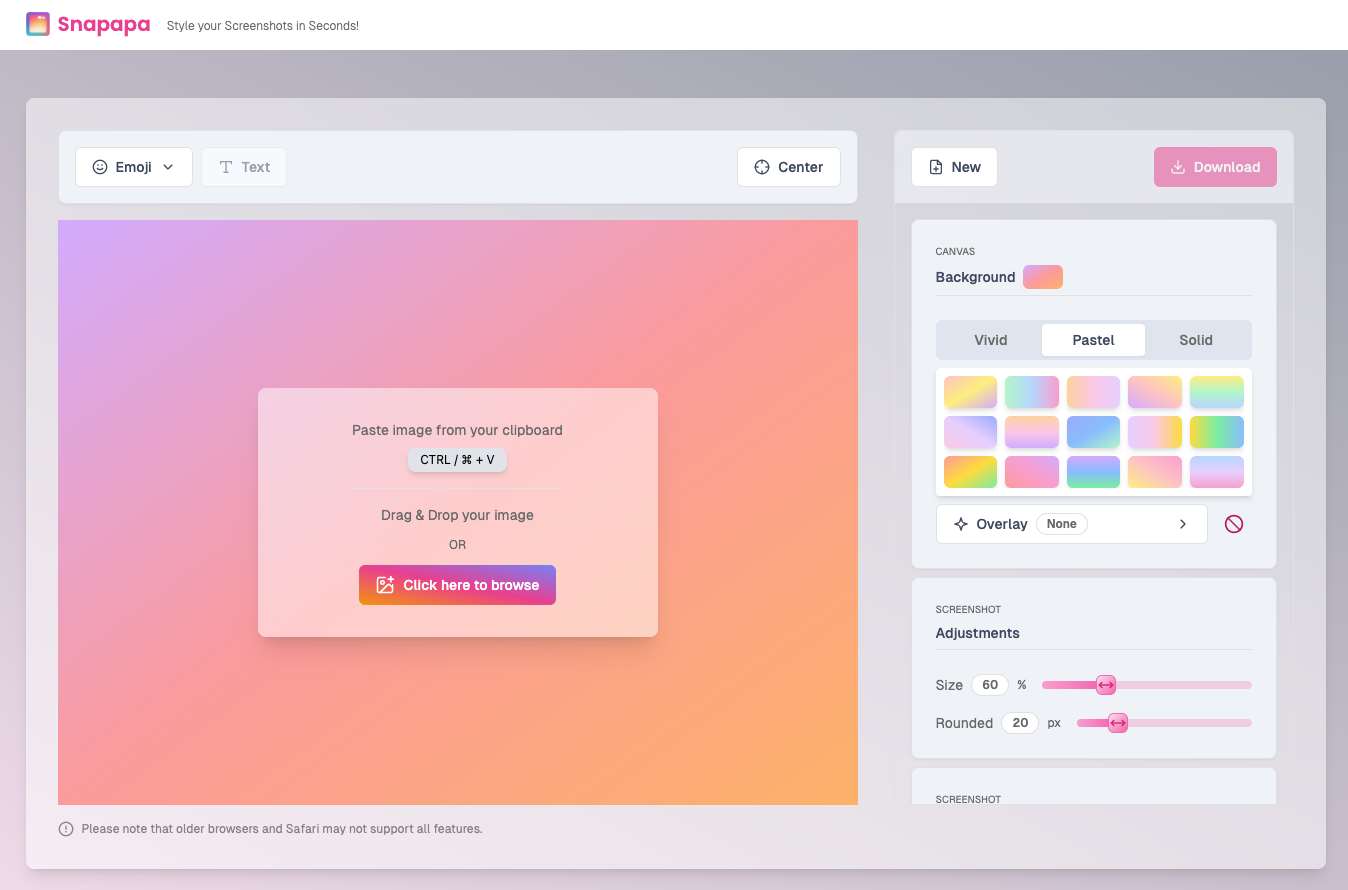 Snapapa
Style your Screenshots in Seconds!
Emoji
Text
Center
New
Download
Paste image from your clipboard
CTRL / ⌘ + V
Drag & Drop your image
OR
Click here to browse
Please note that older browsers and Safari may not support all features.
CANVAS
Background
Vivid
Pastel
Solid
Overlay None
SCREENSHOT
Adjustments
Size 60 %
Rounded 20 px
SCREENSHOT